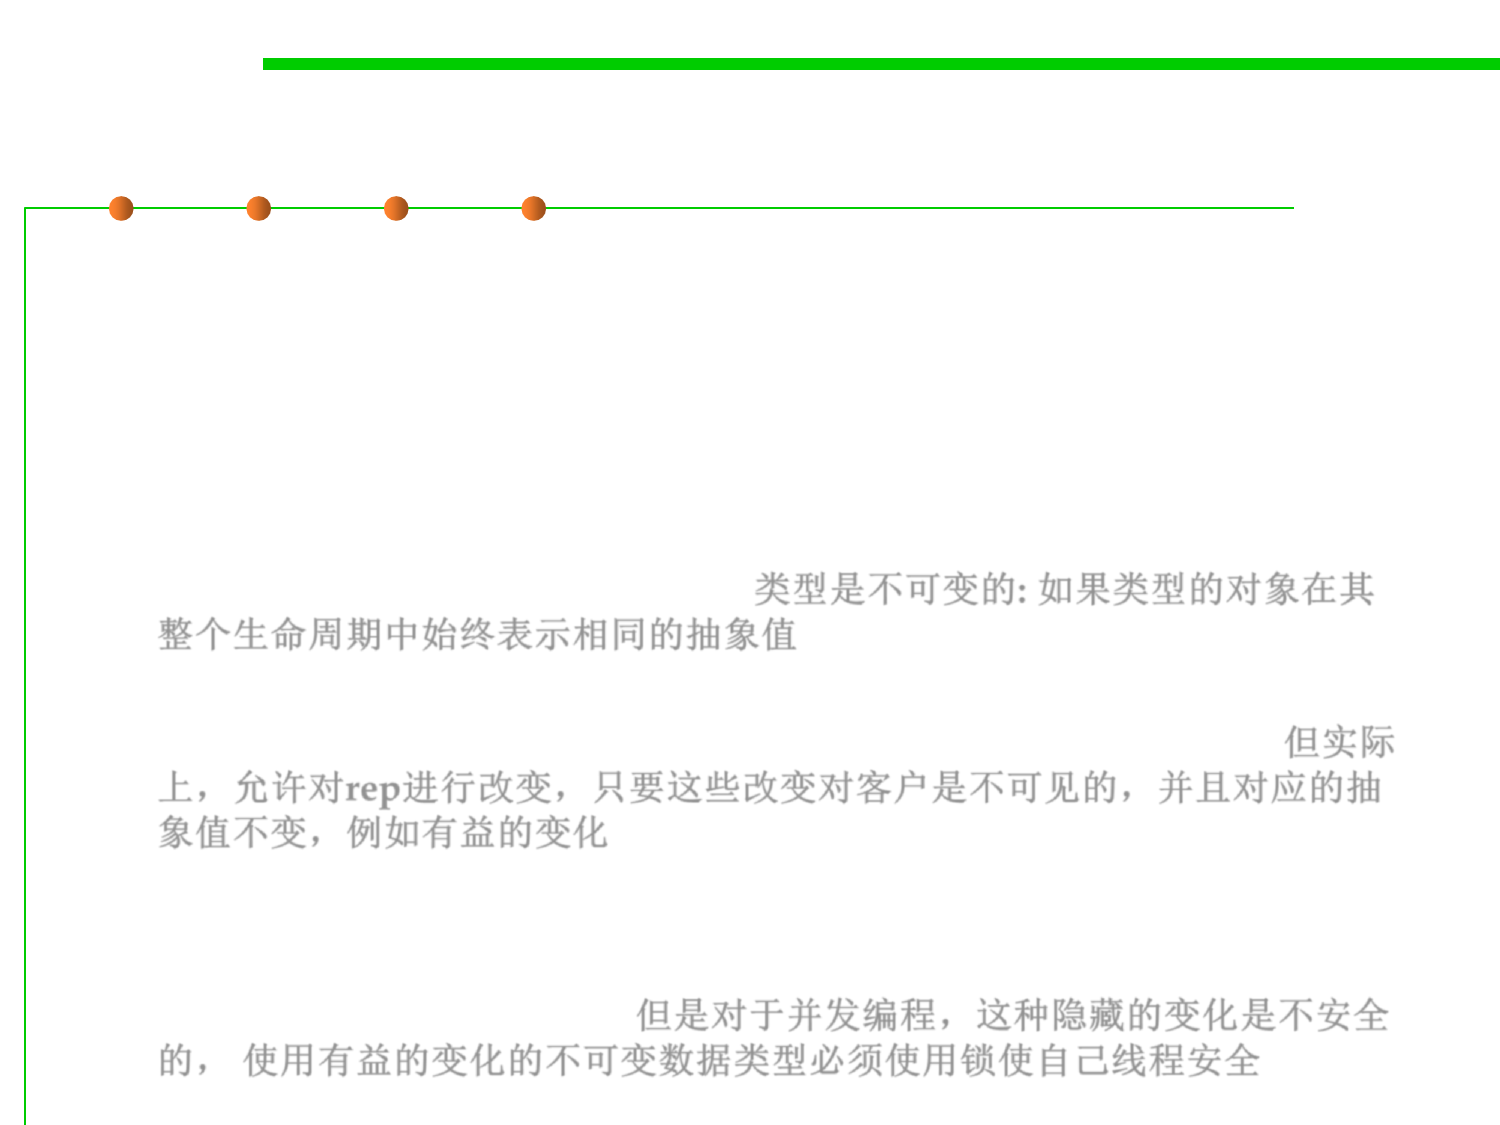 类型是不可变的: 如果类型的对象在其
整个生命周期中始终表示相同的抽象值
但实际
上，允许对rep进行改变，只要这些改变对客户是不可见的，并且对应的抽
象值不变，例如有益的变化
但是对于并发编程，这种隐藏的变化是不安全
的， 使用有益的变化的不可变数据类型必须使用锁使自己线程安全